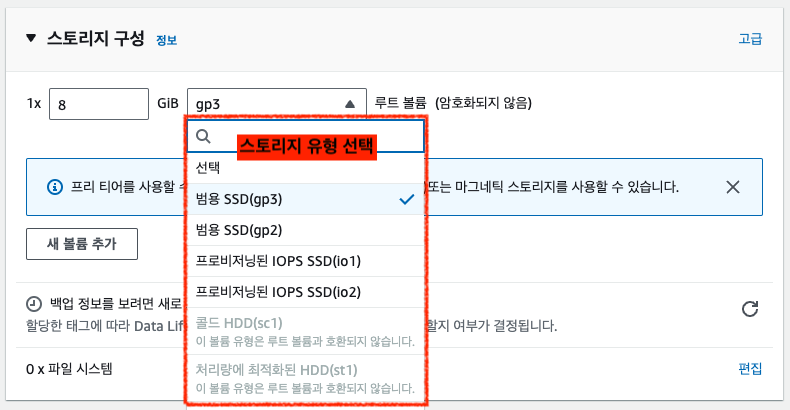 ▼ 스토리지 구성 정보 고급
1x 8 GiB gp3 루트 볼륨 (암호화되지 않음)
스토리지 유형 선택
선택
프리 티어를 사용할 또는 마그네틱 스토리지를 사용할 수 있습니다.
범용 SSD(gp3)
범용 SSD(gp2)
새 볼륨 추가
프로비저닝된 IOPS SSD(io1)
프로비저닝된 IOPS SSD(io2)
백업 정보를 보려면 새로
콜드 HDD(sc1)
할당한 태그에 따라 Data 할지 여부가 결정됩니다.
이 볼륨 유형은 루트 볼륨과 호환되지 않습니다.
0 x 파일 시스템 편집
처리량에 최적화된 HDD(st1)
이 볼륨 유형은 루트 볼륨과 호환되지 않습니다.